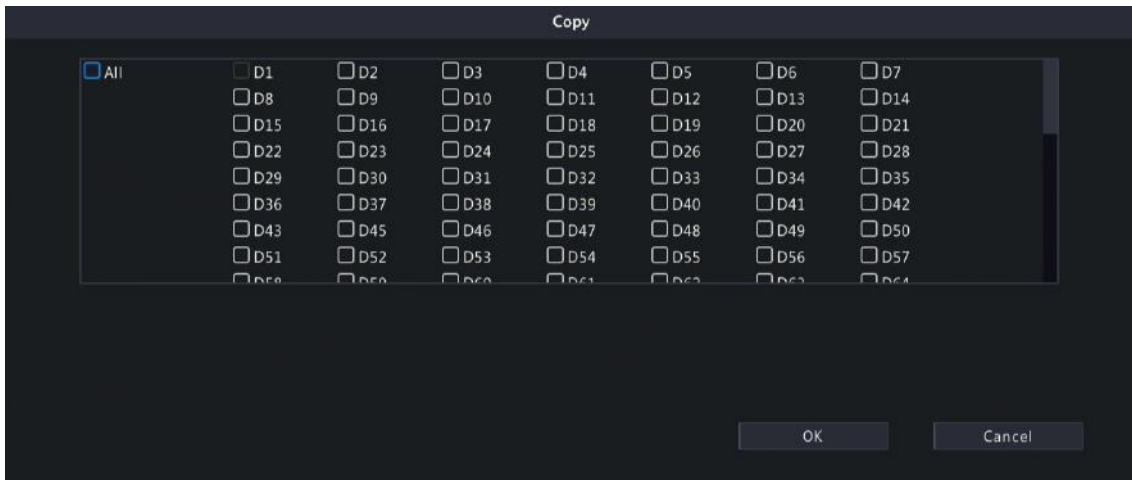 Copy
All D1 D2 D3 D4 D5 D6 D7
D8 D9 D10 D11 D12 D13 D14
D15 D16 D17 D18 D19 D20 D21
D22 D23 D24 D25 D26 D27 D28
D29 D30 D31 D32 D33 D34 D35
D36 D37 D38 D39 D40 D41 D42
D43 D45 D46 D47 D48 D49 D50
D51 D52 D53 D54 D55 D56 D57
OK Cancel